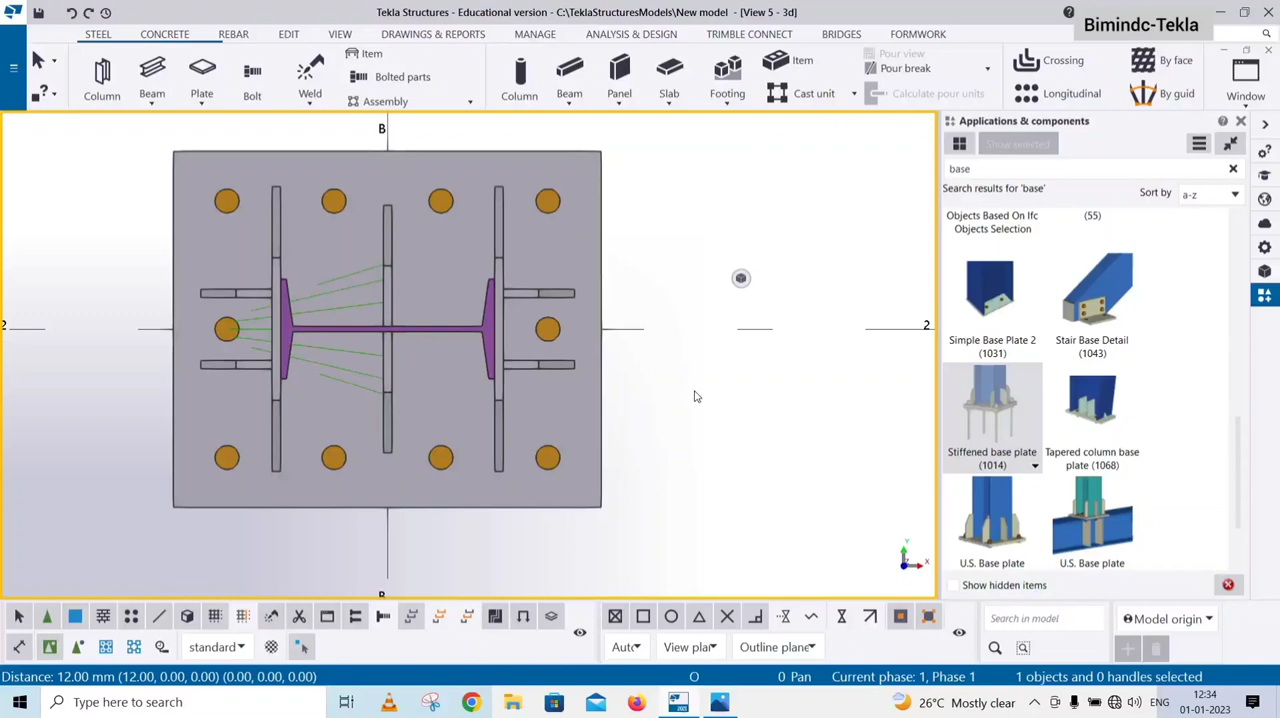 Tekla Structures - Educational version - C:\TeklaStructuresModels\New model - [View 5 - 3d]
Bimindc-Tekla
STEEL CONCRETE REBAR EDIT VIEW DRAWINGS & REPORTS MANAGE ANALYSIS & DESIGN TRIMBLE CONNECT BRIDGES FORMWORK
Item
Bolted parts
Assembly
Column Beam Plate Bolt Weld
Column Beam Panel Slab Footing
Item
Cast unit
Pour view
Pour break
Calculate pour units
Crossing
Longitudinal
By face
By guid
Window
Applications & components
Show selected
base
Search results for 'base'
Sort by a-z
Objects Based On Ifc
Objects Selection
(55)
Simple Base Plate 2
(1031)
Stair Base Detail
(1043)
Stiffened base plate
(1014)
Tapered column base
plate (1068)
U.S. Base plate
U.S. Base plate
Show hidden items
B
2
2
B
Y
X
Search in model
Model origin
standard
Auto
View plan
Outline plane
Distance: 12.00 mm (12.00, 0.00, 0.00) (0.00, 0.00, 0.00)
O
0 Pan
Current phase: 1, Phase 1
1 objects and 0 handles selected
Type here to search
26°C Mostly clear
ENG
12:34
01-01-2023